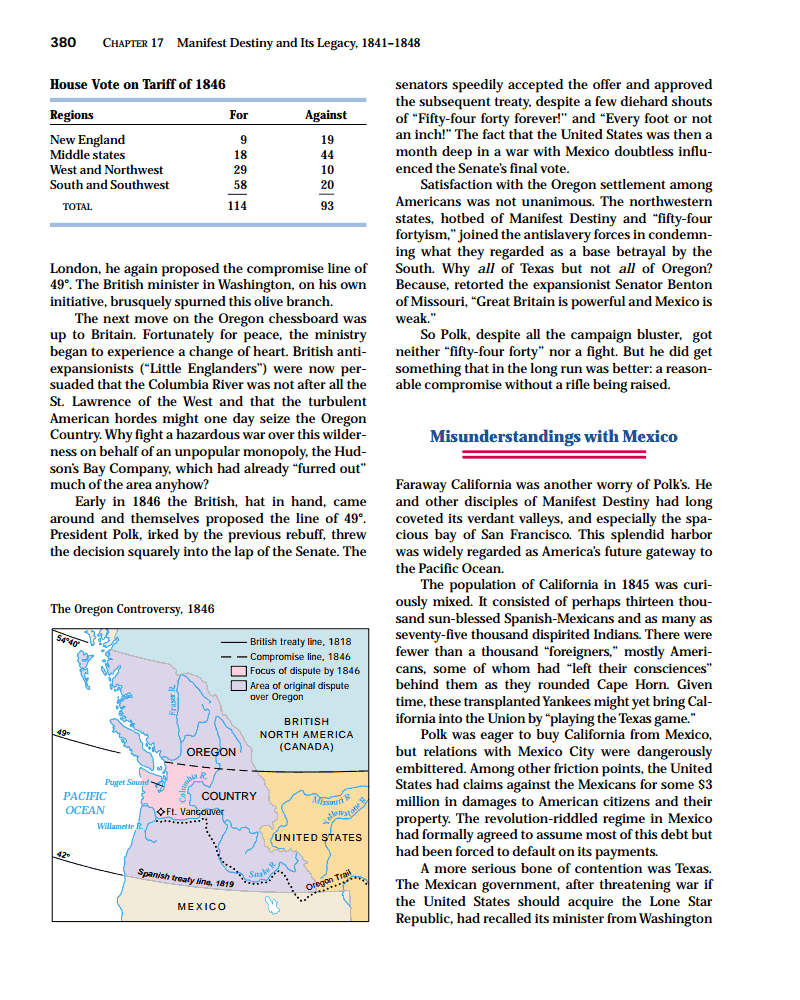 380 CHAPTER 17 Manifest Destiny and Its Legacy, 1841–1848
House Vote on Tariff of 1846
Regions For Against
New England 9 19
Middle states 18 44
West and Northwest 29 10
South and Southwest 58 20
TOTAL 114 93
London, he again proposed the compromise line of
49°. The British minister in Washington, on his own
initiative, brusquely spurned this olive branch.
The next move on the Oregon chessboard was
up to Britain. Fortunately for peace, the ministry
began to experience a change of heart. British anti-
expansionists (“Little Englanders”) were now per-
suaded that the Columbia River was not after all the
St. Lawrence of the West and that the turbulent
American hordes might one day seize the Oregon
Country. Why fight a hazardous war over this wilder-
ness on behalf of an unpopular monopoly, the Hud-
son’s Bay Company, which had already “furred out”
much of the area anyhow?
Early in 1846 the British, hat in hand, came
around and themselves proposed the line of 49°.
President Polk, irked by the previous rebuff, threw
the decision squarely into the lap of the Senate. The
The Oregon Controversy, 1846
54°40'
British treaty line, 1818
Compromise line, 1846
Focus of dispute by 1846
Area of original dispute
over Oregon
Fraser R.
BRITISH
NORTH AMERICA
(CANADA)
49°
OREGON
Puget Sound
Columbia R.
PACIFIC
OCEAN
COUNTRY
Missouri R.
Yellowstone R.
Ft. Vancouver
Willamette R.
UNITED STATES
42°
Spanish treaty line, 1819
Snake R.
Oregon Trail
MEXICO
senators speedily accepted the offer and approved
the subsequent treaty, despite a few diehard shouts
of “Fifty-four forty forever!” and “Every foot or not
an inch!” The fact that the United States was then a
month deep in a war with Mexico doubtless influ-
enced the Senate’s final vote.
Satisfaction with the Oregon settlement among
Americans was not unanimous. The northwestern
states, hotbed of Manifest Destiny and “fifty-four
fortyism,” joined the antislavery forces in condemn-
ing what they regarded as a base betrayal by the
South. Why all of Texas but not all of Oregon?
Because, retorted the expansionist Senator Benton
of Missouri, “Great Britain is powerful and Mexico is
weak.”
So Polk, despite all the campaign bluster, got
neither “fifty-four forty” nor a fight. But he did get
something that in the long run was better: a reason-
able compromise without a rifle being raised.
Misunderstandings with Mexico
Faraway California was another worry of Polk’s. He
and other disciples of Manifest Destiny had long
coveted its verdant valleys, and especially the spa-
cious bay of San Francisco. This splendid harbor
was widely regarded as America’s future gateway to
the Pacific Ocean.
The population of California in 1845 was curi-
ously mixed. It consisted of perhaps thirteen thou-
sand sun-blessed Spanish-Mexicans and as many as
seventy-five thousand dispirited Indians. There were
fewer than a thousand “foreigners,” mostly Ameri-
cans, some of whom had “left their consciences”
behind them as they rounded Cape Horn. Given
time, these transplanted Yankees might yet bring Cal-
ifornia into the Union by “playing the Texas game.”
Polk was eager to buy California from Mexico,
but relations with Mexico City were dangerously
embittered. Among other friction points, the United
States had claims against the Mexicans for some $3
million in damages to American citizens and their
property. The revolution-riddled regime in Mexico
had formally agreed to assume most of this debt but
had been forced to default on its payments.
A more serious bone of contention was Texas.
The Mexican government, after threatening war if
the United States should acquire the Lone Star
Republic, had recalled its minister from Washington